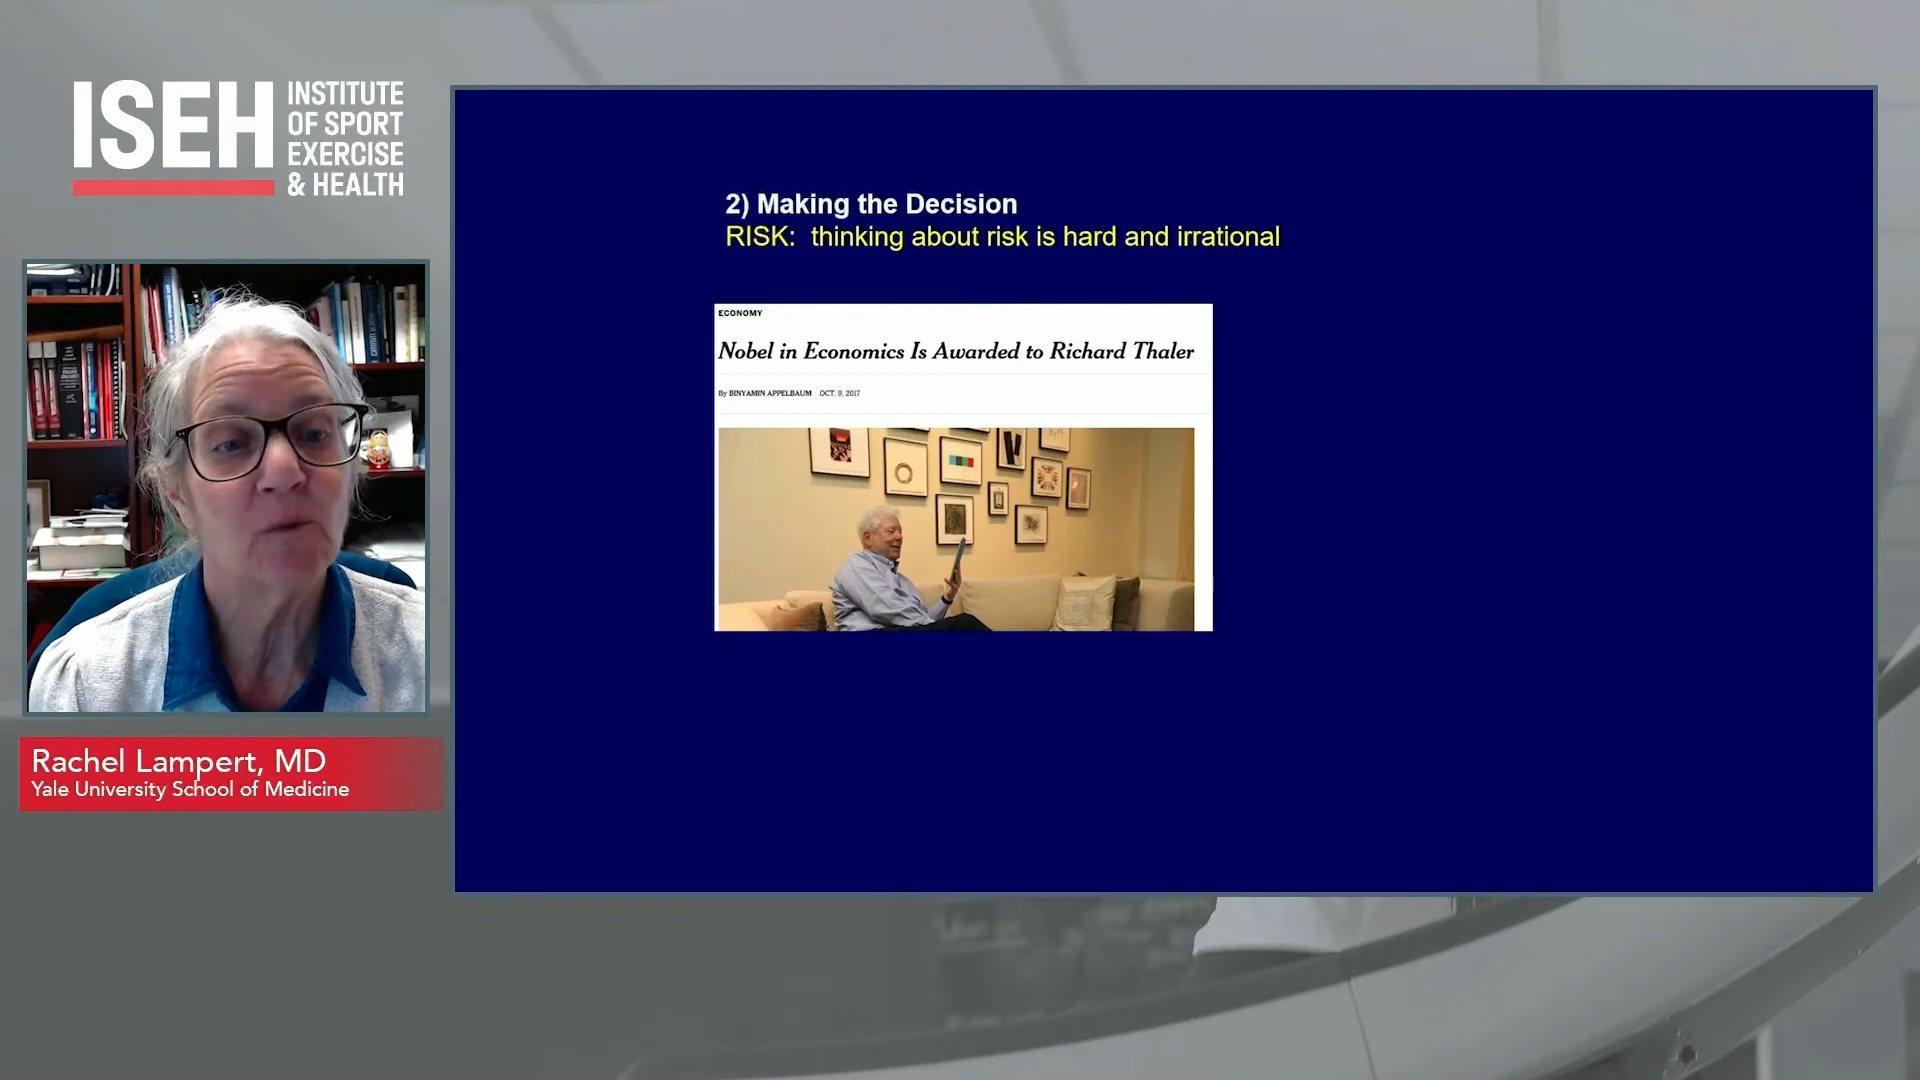 ISEH
INSTITUTE
OF SPORT
EXERCISE
& HEALTH
2) Making the Decision
RISK: thinking about risk is hard and irrational
ECONOMY
Nobel in Economics Is Awarded to Richard Thaler
By BINYAMIN APPELBAUM OCT. 9, 2017
Rachel Lampert, MD
Yale University School of Medicine